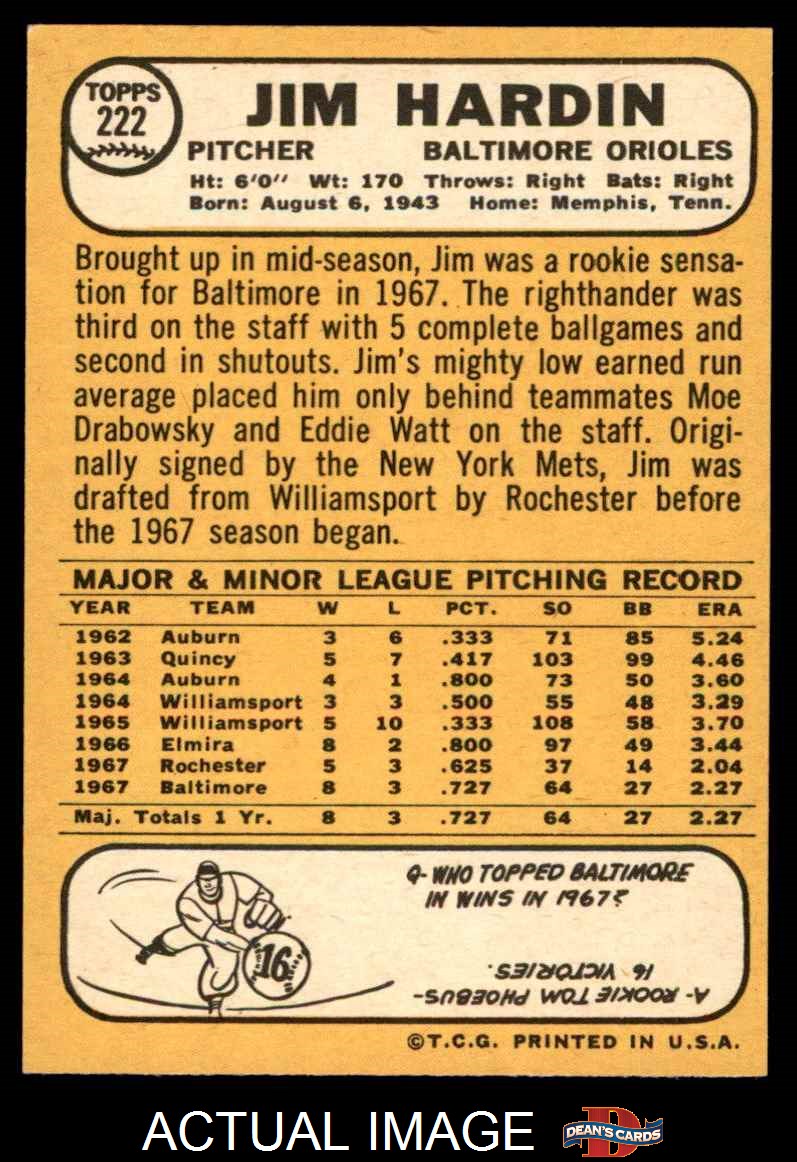 TOPPS
222
JIM HARDIN
PITCHER BALTIMORE ORIOLES
Ht: 6'0" Wt: 170 Throws: Right Bats: Right
Born: August 6, 1943 Home: Memphis, Tenn.
Brought up in mid-season, Jim was a rookie sensa-
tion for Baltimore in 1967. The righthander was
third on the staff with 5 complete ballgames and
second in shutouts. Jim's mighty low earned run
average placed him only behind teammates Moe
Drabowsky and Eddie Watt on the staff. Origi-
nally signed by the New York Mets, Jim was
drafted from Williamsport by Rochester before
the 1967 season began.
MAJOR & MINOR LEAGUE PITCHING RECORD
YEAR TEAM W L PCT. SO BB ERA
1962 Auburn 3 6 .333 71 85 5.24
1963 Quincy 5 7 .417 103 99 4.46
1964 Auburn 4 1 .800 73 50 3.60
1964 Williamsport 3 3 .500 55 48 3.29
1965 Williamsport 5 10 .333 108 58 3.70
1966 Elmira 8 2 .800 97 49 3.44
1967 Rochester 5 3 .625 37 14 2.04
1967 Baltimore 8 3 .727 64 27 2.27
Maj. Totals 1 Yr. 8 3 .727 64 27 2.27
Q- WHO TOPPED BALTIMORE
IN WINS IN 1967?
16
A- ROOKIE TOM PHOEBUS-
16 VICTORIES.
©T.C.G. PRINTED IN U.S.A.
ACTUAL IMAGE
D
DEAN'S CARDS